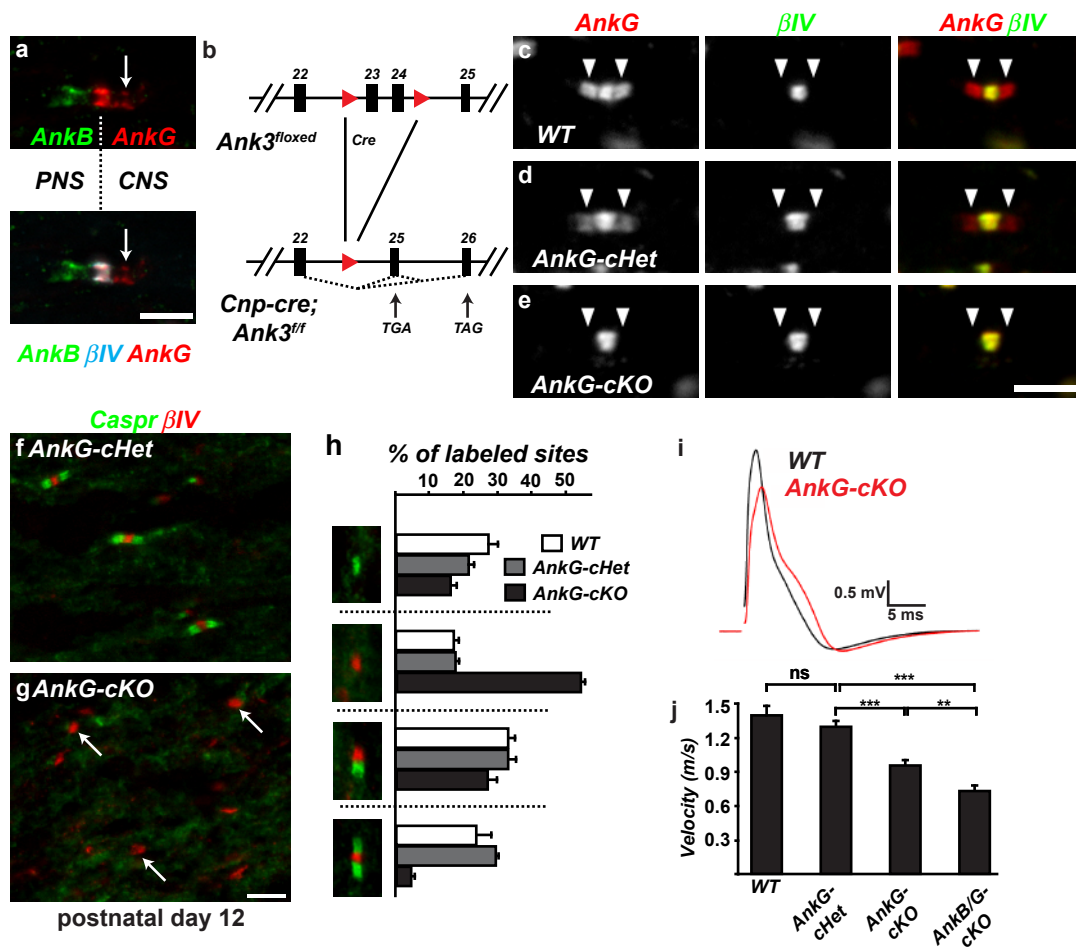 a
AnkB AnkG
PNS CNS
AnkB βIV AnkG
b
22 23 24 25
Ank3floxed
Cre
22 25 26
Cnp-cre;
Ank3f/f
TGA TAG
AnkG βIV AnkG βIV
c
WT
d
AnkG-cHet
e
AnkG-cKO
Caspr βIV
f AnkG-cHet
g AnkG-cKO
postnatal day 12
h
% of labeled sites
10 20 30 40 50
WT
AnkG-cHet
AnkG-cKO
i
WT
AnkG-cKO
0.5 mV
5 ms
j
ns
***
*** **
Velocity (m/s)
1.5
1.2
0.9
0.6
0.3
WT
AnkG-
cHet
AnkG-
cKO
AnkB/G-
cKO